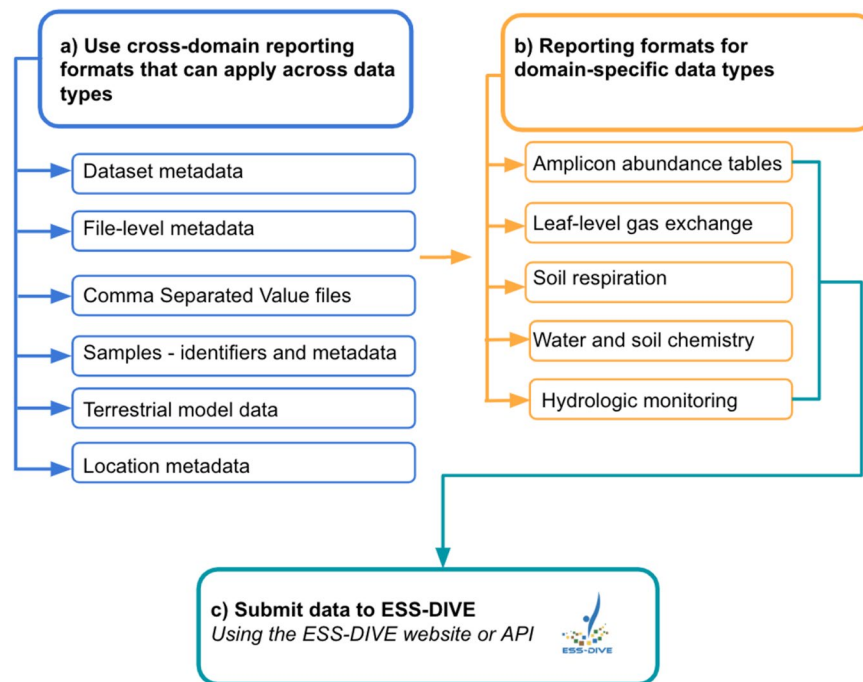 a) Use cross-domain reporting
formats that can apply across data
types
Dataset metadata
File-level metadata
Comma Separated Value files
Samples - identifiers and metadata
Terrestrial model data
Location metadata
b) Reporting formats for
domain-specific data types
Amplicon abundance tables
Leaf-level gas exchange
Soil respiration
Water and soil chemistry
Hydrologic monitoring
c) Submit data to ESS-DIVE
Using the ESS-DIVE website or API
ESS-DIVE